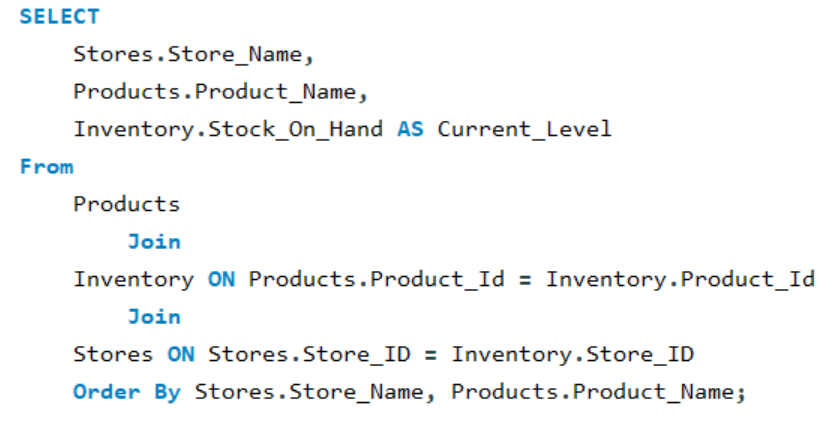 SELECT
Stores.Store_Name,
Products.Product_Name,
Inventory.Stock_On_Hand AS Current_Level
From
Products
Join
Inventory ON Products.Product_Id = Inventory.Product_Id
Join
Stores ON Stores.Store_ID = Inventory.Store_ID
Order By Stores.Store_Name, Products.Product_Name;